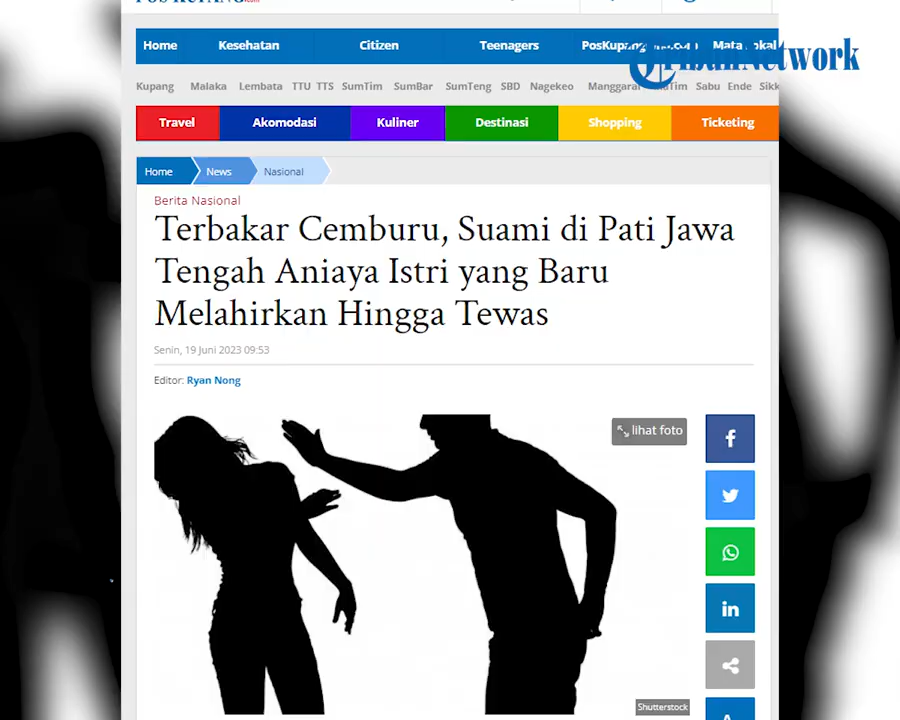 Home Kesehatan Citizen Teenagers
TribunNetwork
Kupang Malaka Lembata TTU TTS SumTim SumBar SumTeng SBD Nagekeo Manggarai Sabu Ende Sikk
Travel Akomodasi Kuliner Destinasi Shopping Ticketing
Home News Nasional
Berita Nasional
Terbakar Cemburu, Suami di Pati Jawa
Tengah Aniaya Istri yang Baru
Melahirkan Hingga Tewas
Senin, 19 Juni 2023 09:53
Editor: Ryan Nong
lihat foto
Shutterstock